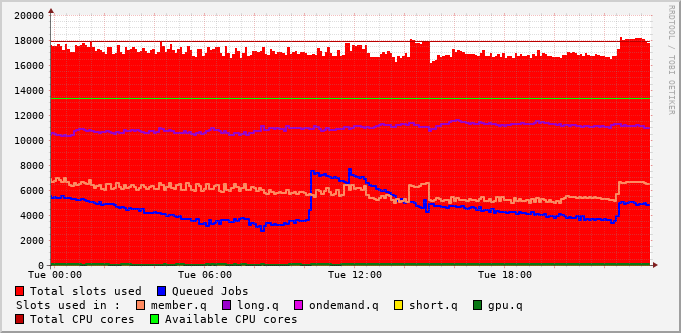 20000
18000
16000
14000
12000
10000
8000
6000
4000
2000
0
Tue 00:00 Tue 06:00 Tue 12:00 Tue 18:00
Total slots used Queued Jobs
Slots used in : member.q long.q ondemand.q short.q gpu.q
Total CPU cores Available CPU cores
RRDTOOL / TOBI OETIKER